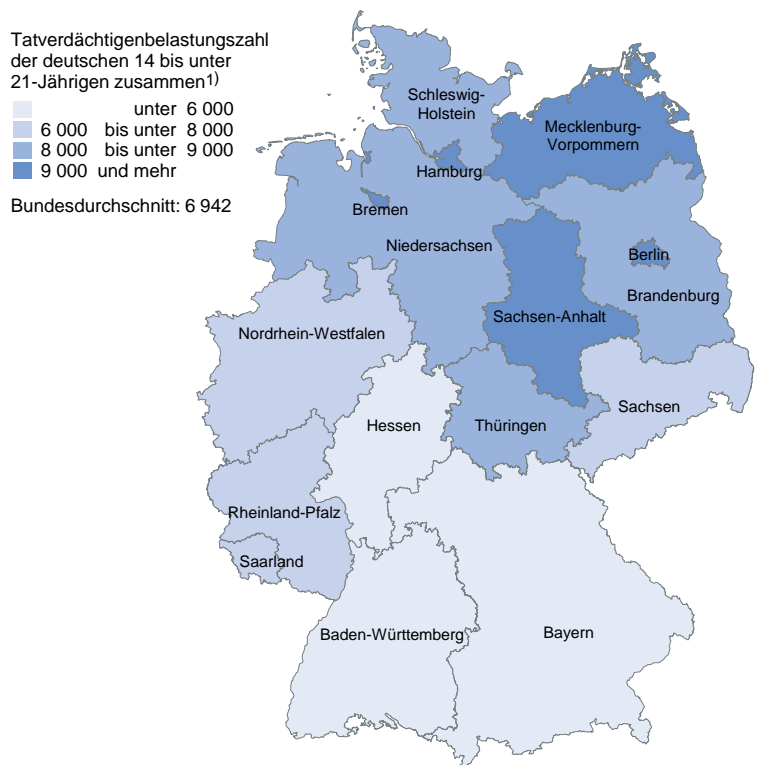 Tatverdächtigenbelastungszahl
der deutschen 14 bis unter
21-Jährigen zusammen1)
unter 6 000
6 000 bis unter 8 000
8 000 bis unter 9 000
9 000 und mehr
Bundesdurchschnitt: 6 942
Schleswig-
Holstein
Mecklenburg-
Vorpommern
Hamburg
Bremen
Niedersachsen
Berlin
Brandenburg
Sachsen-Anhalt
Nordrhein-Westfalen
Sachsen
Hessen
Thüringen
Rheinland-Pfalz
Saarland
Baden-Württemberg
Bayern